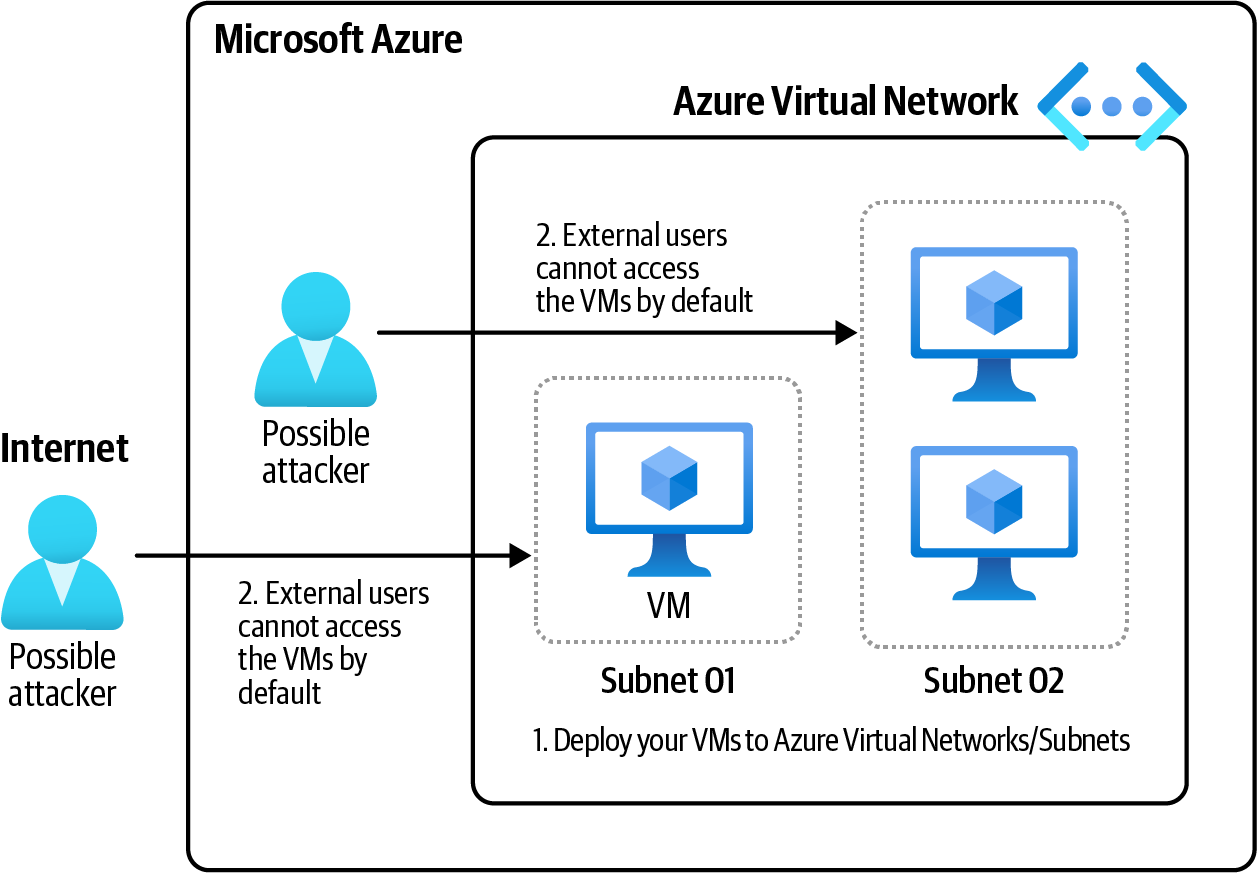 Microsoft Azure
Azure Virtual Network
2. External users
cannot access
the VMs by default
Possible
attacker
Internet
Possible
attacker
2. External users
cannot access
the VMs by
default
VM
Subnet 01
Subnet 02
1. Deploy your VMs to Azure Virtual Networks/Subnets